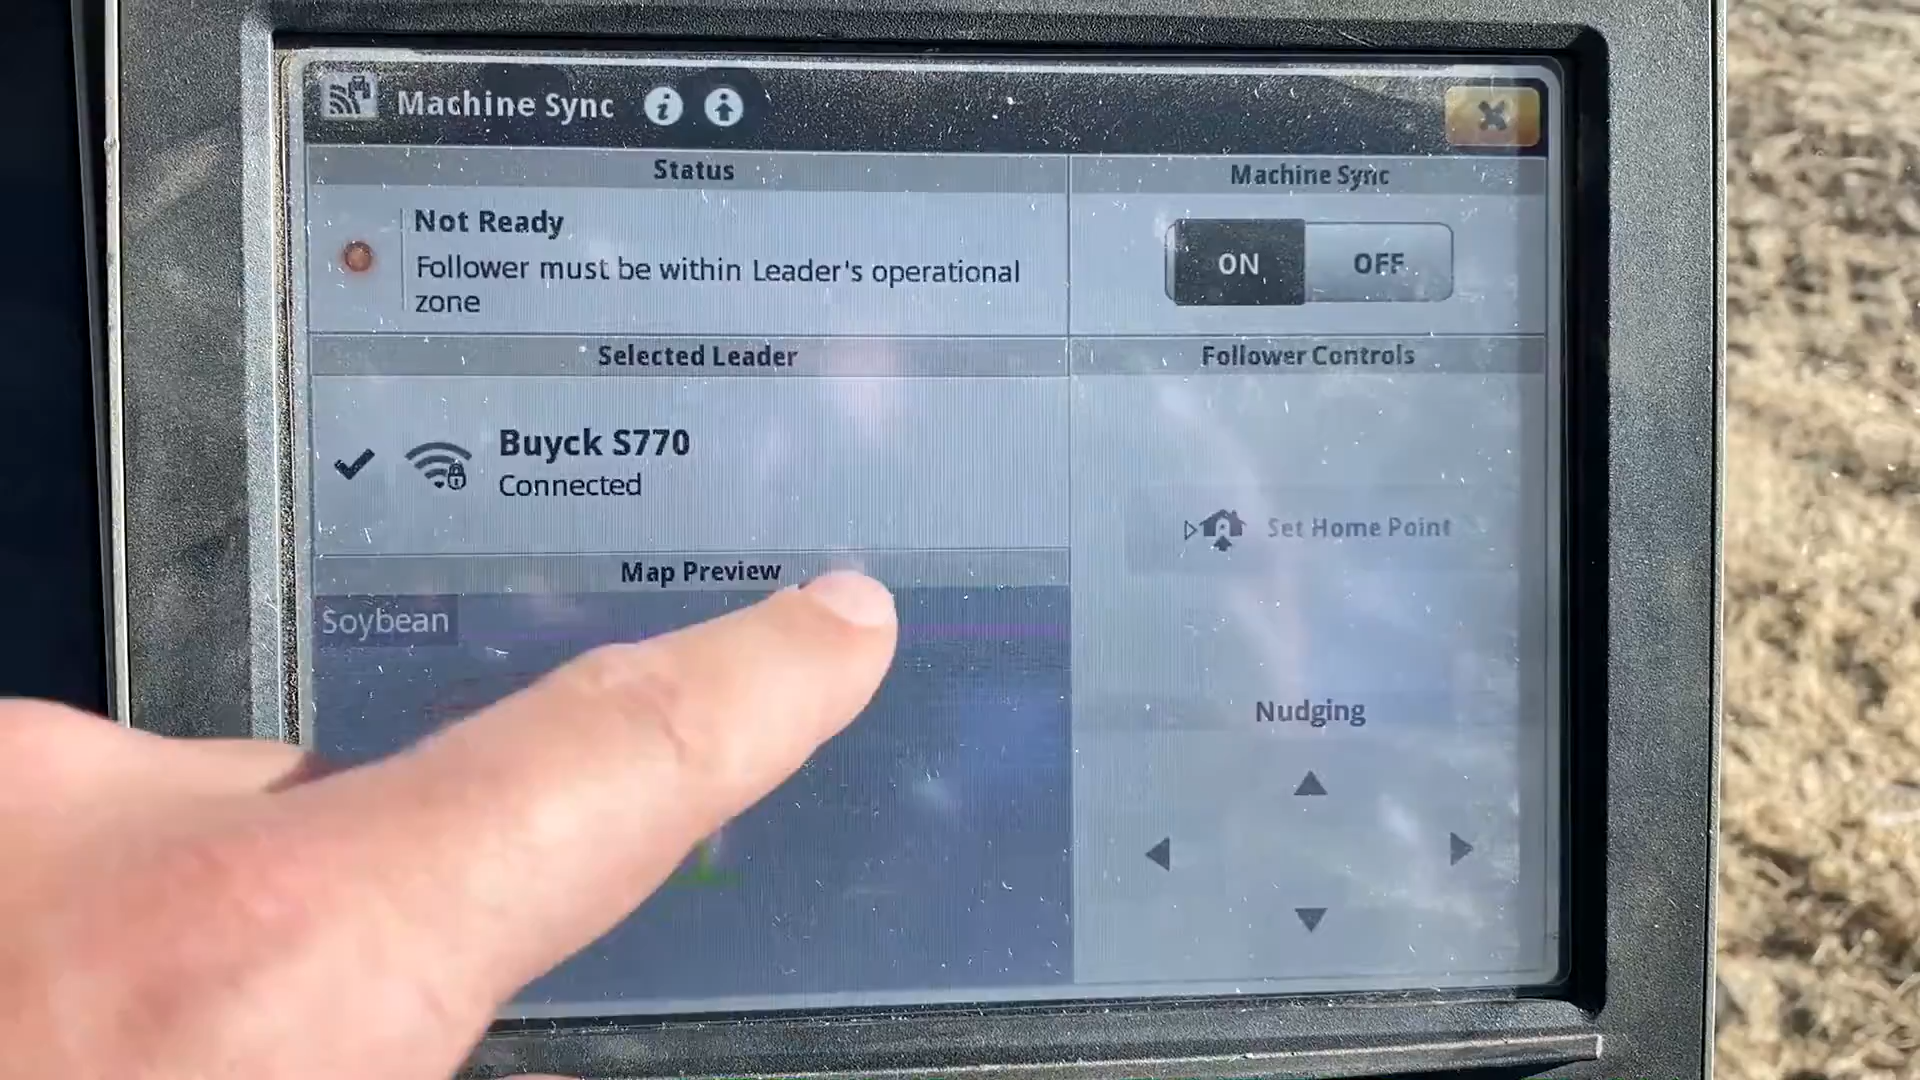 Machine Sync
Status
Not Ready
Follower must be within Leader's operational
zone
Machine Sync
ON OFF
Selected Leader
Buyck S770
Connected
Follower Controls
Set Home Point
Map Preview
Soybean
Nudging